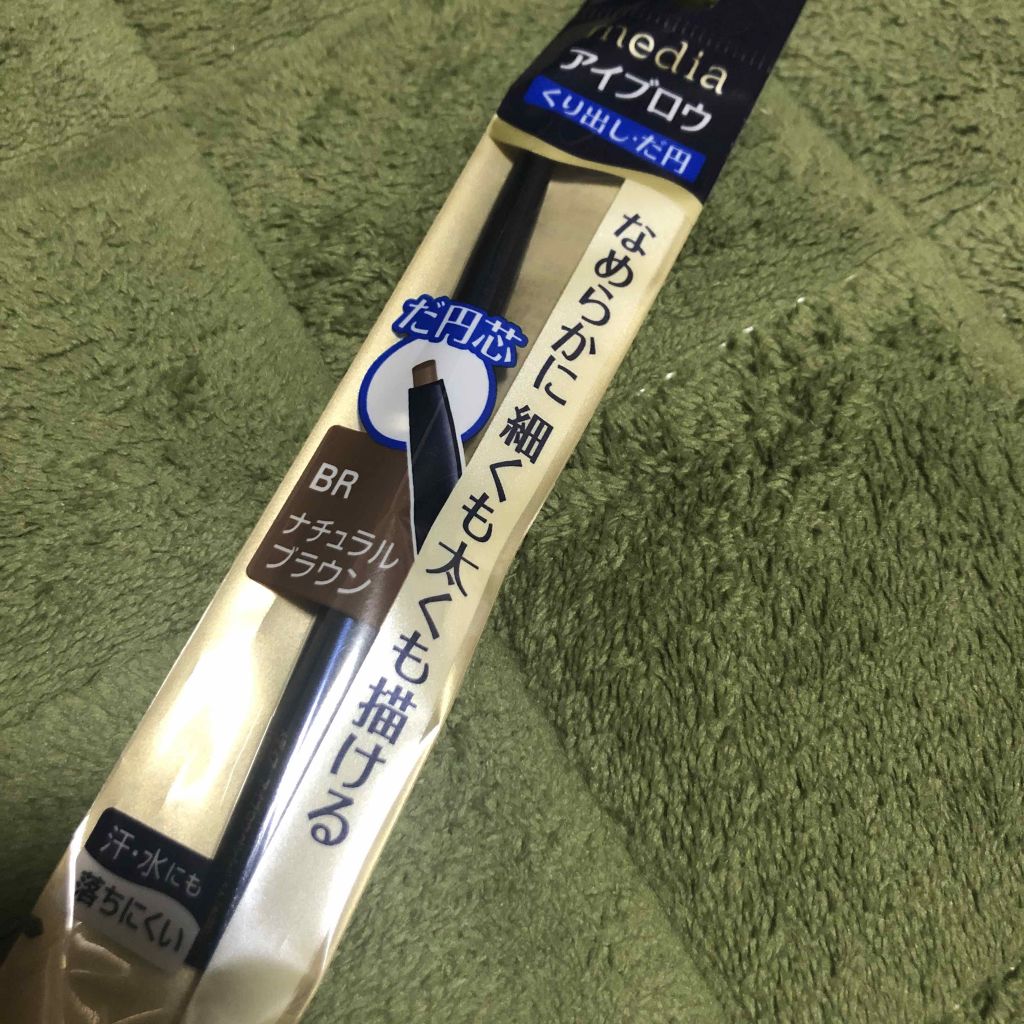 media
アイブロウ
くり出し・だ円
なめらかに 細くも太くも描ける
だ円芯
BR
ナチュラル
ブラウン
汗・水にも
落ちにくい